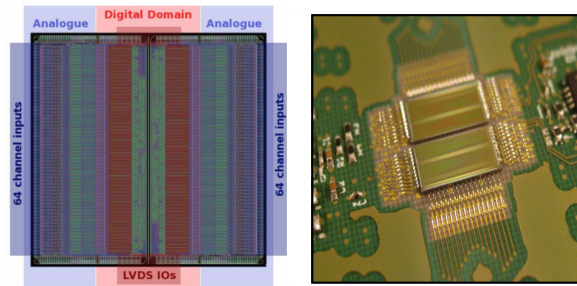 Analogue
Digital Domain
Analogue
64 channel inputs
64 channel inputs
LVDS IOs